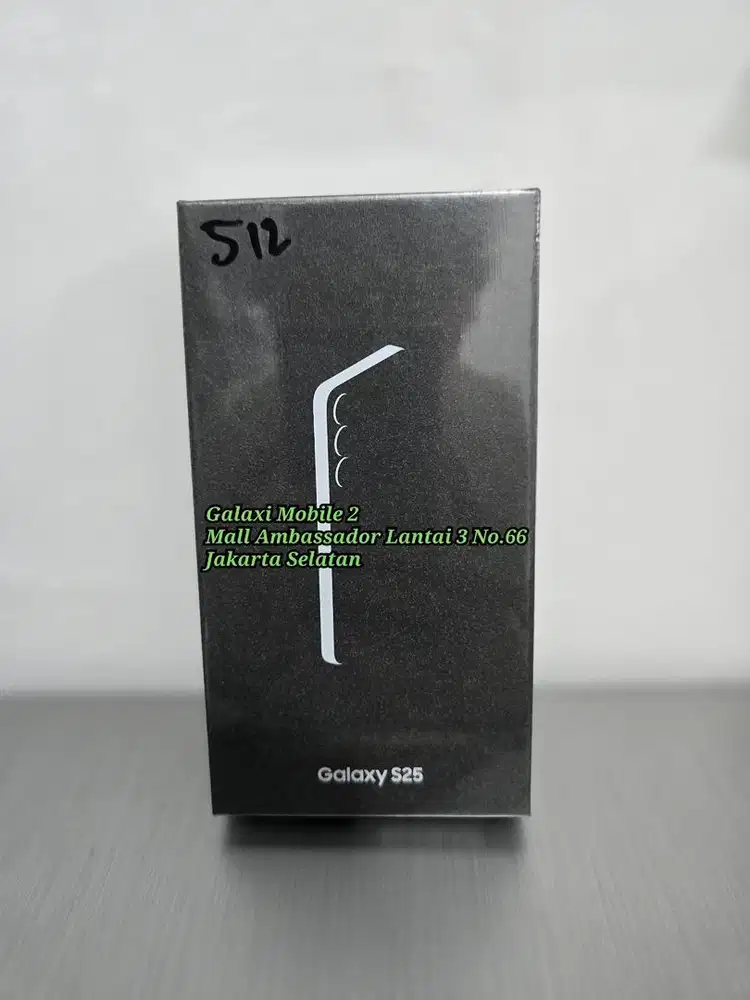 512
Galaxi Mobile 2
Mall Ambassador Lantai 3 No.66
Jakarta Selatan
Galaxy S25